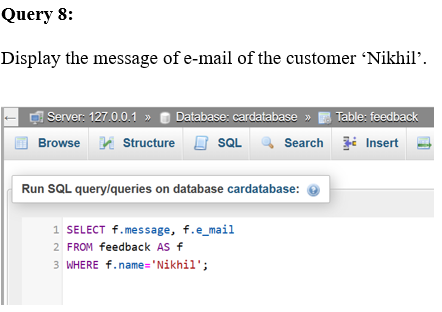 Query 8:
Display the message of e-mail of the customer ‘Nikhil’.
Server: 127.0.0.1 » Database: cardatabase » Table: feedback
Browse Structure SQL Search Insert
Run SQL query/queries on database cardatabase:
1 SELECT f.message, f.e_mail
2 FROM feedback AS f
3 WHERE f.name='Nikhil';